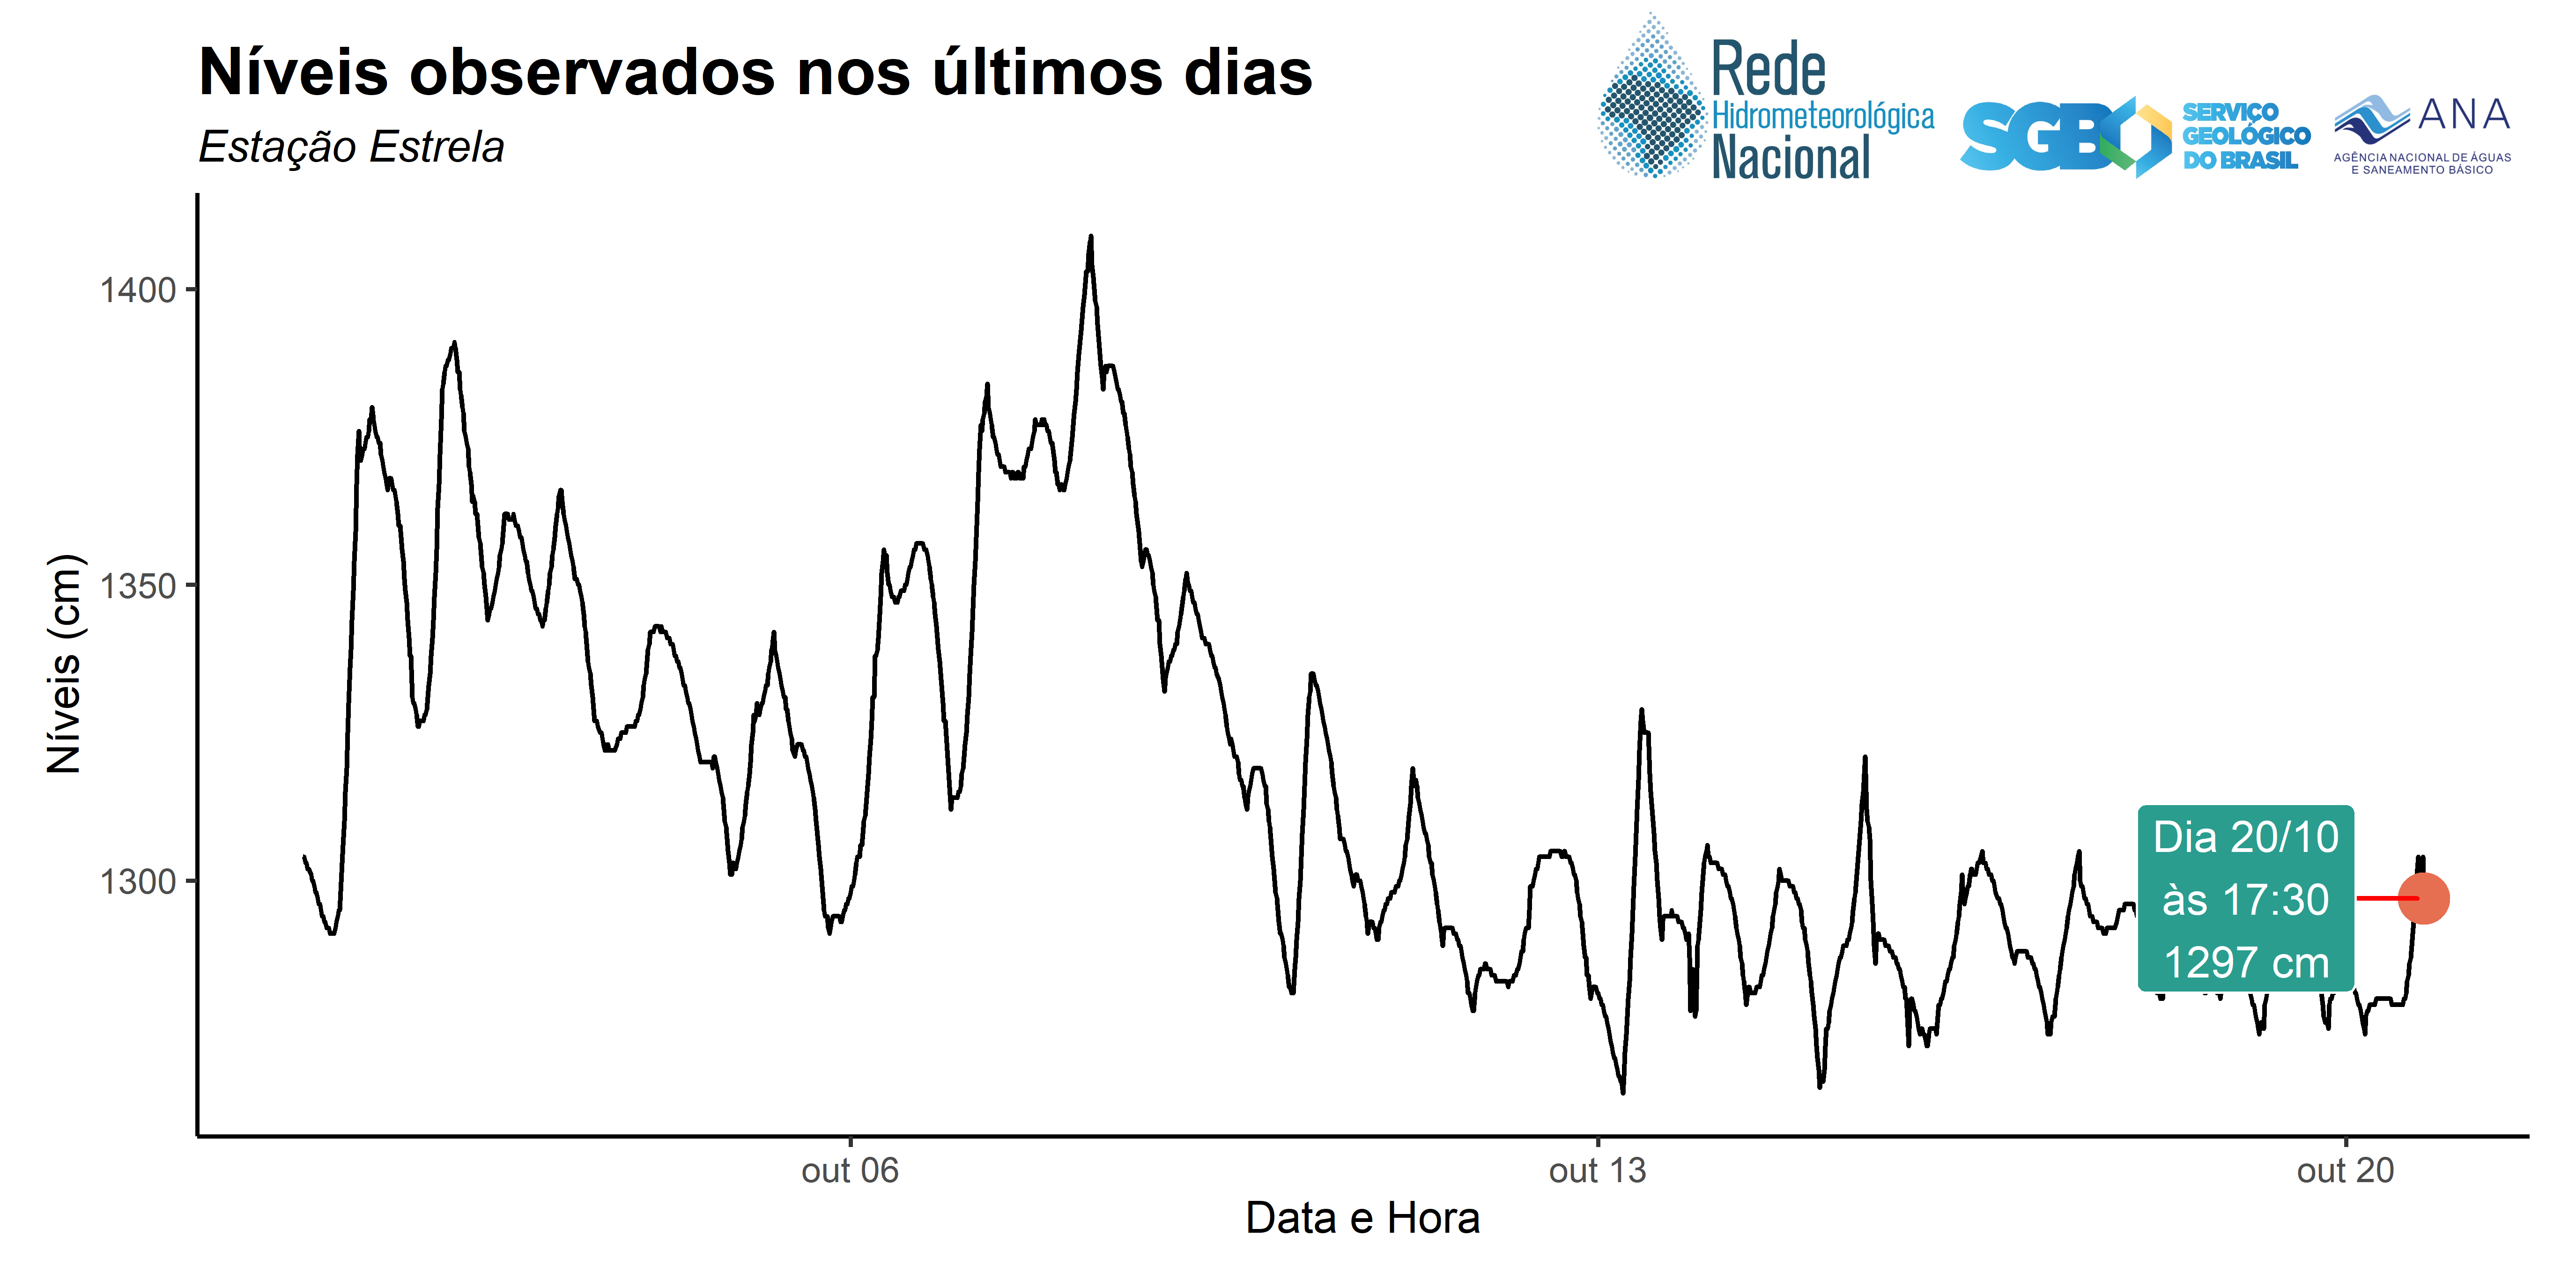 Níveis observados nos últimos dias
Estação Estrela
Rede
Hidrometeorológica
Nacional
SGB
SERVIÇO
GEOLÓGICO
DO BRASIL
ANA
AGÊNCIA NACIONAL DE ÁGUAS
E SANEAMENTO BÁSICO
Níveis (cm)
1400
1350
1300
Dia 20/10
às 17:30
1297 cm
out 06
out 13
out 20
Data e Hora